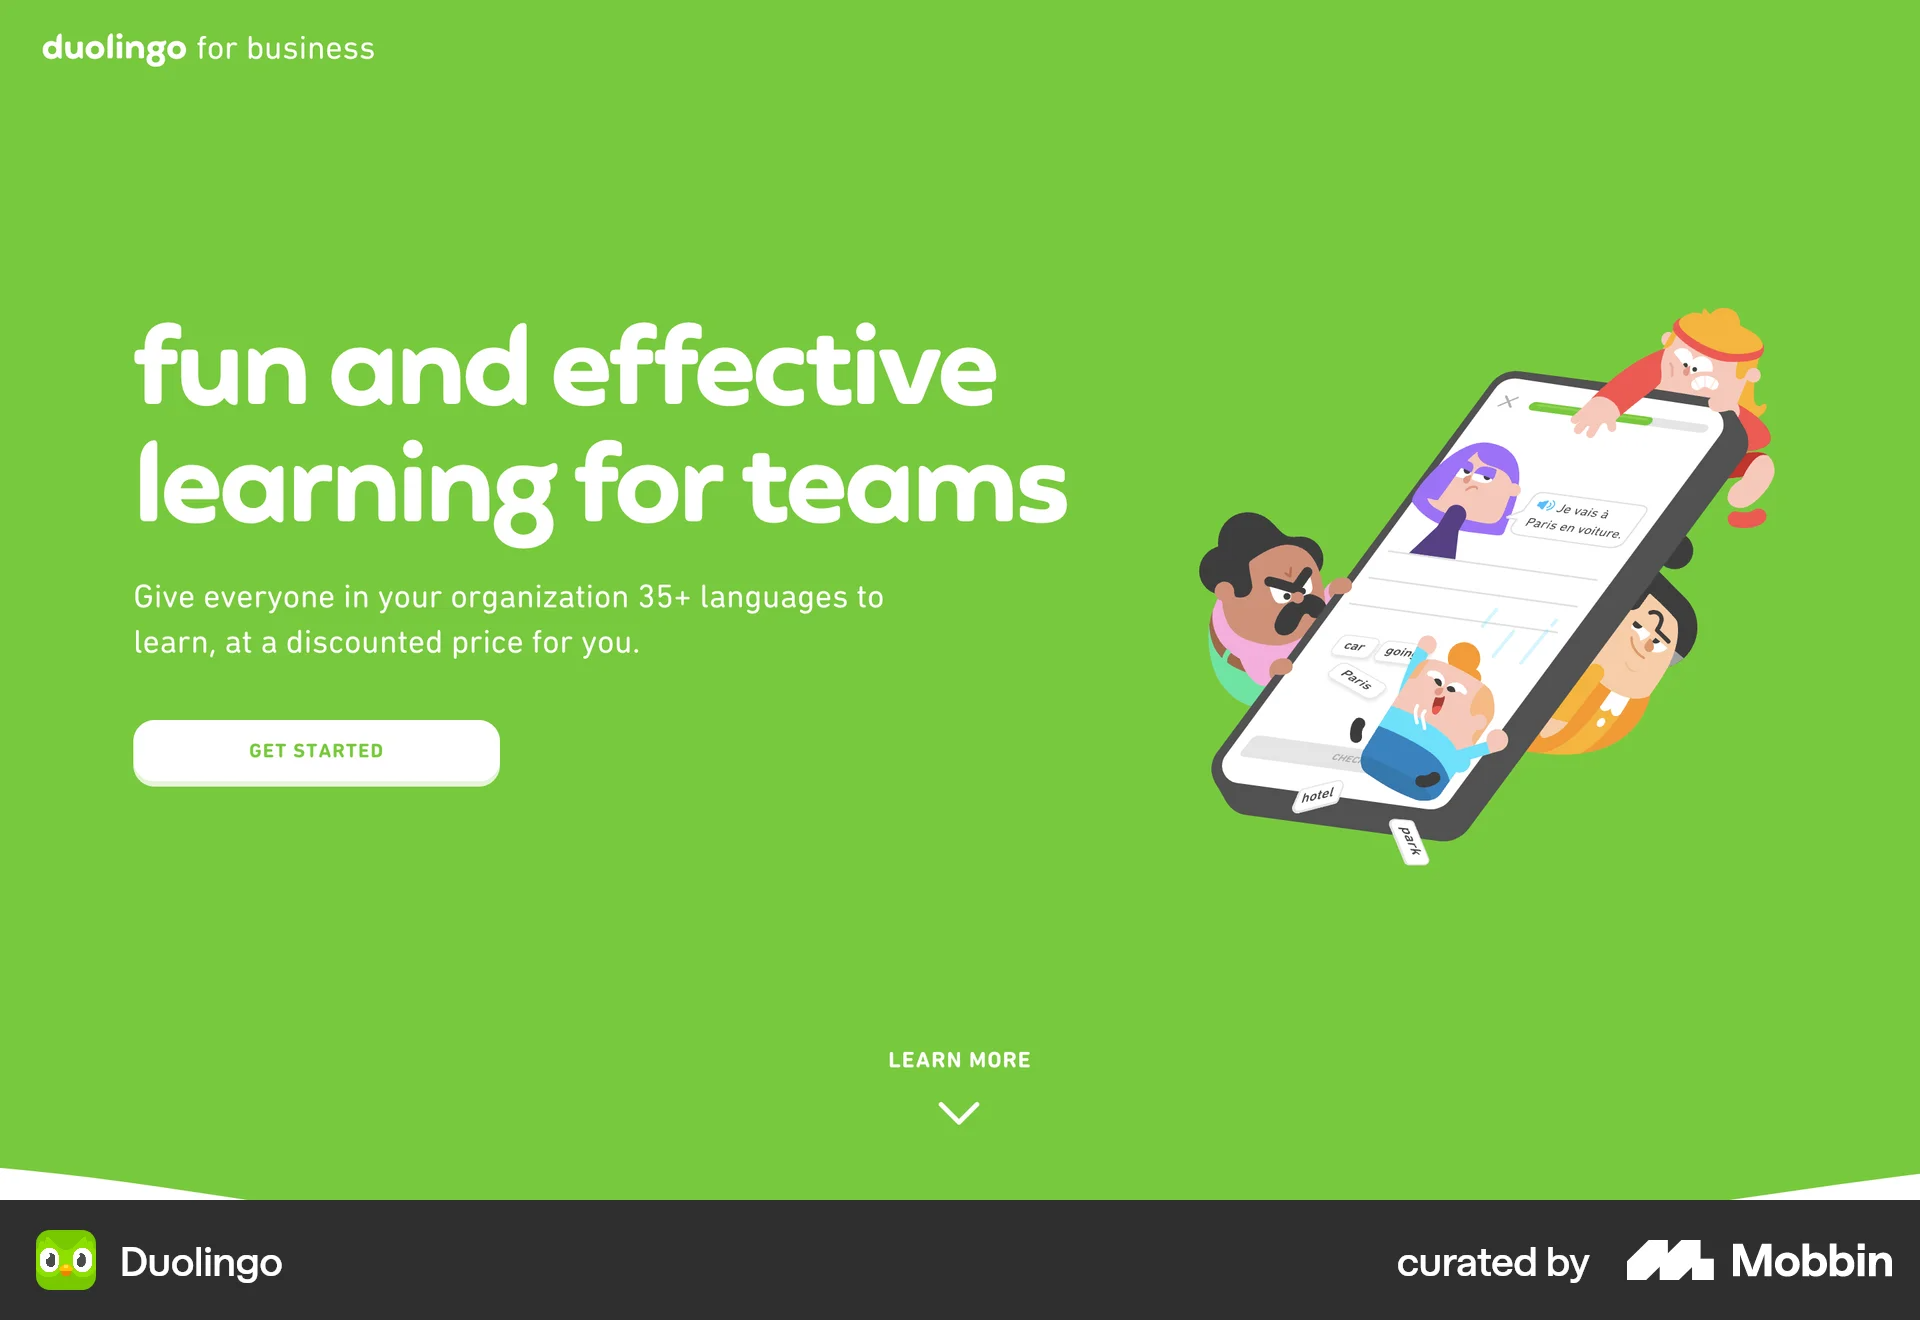 duolingo for business
fun and effective
learning for teams
Give everyone in your organization 35+ languages to
learn, at a discounted price for you.
GET STARTED
Je vais à
Paris en voiture.
car
going
Paris
CHEC
hotel
park
LEARN MORE
Duolingo
curated by Mobbin